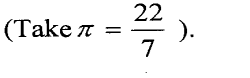 (Take π = 22/7 ).